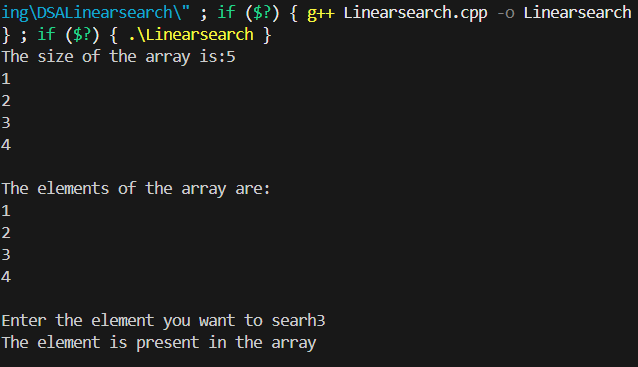 ing\DSALinearsearch\" ; if ($?) { g++ Linearsearch.cpp -o Linearsearch
} ; if ($?) { .\Linearsearch }
The size of the array is:5
1
2
3
4
The elements of the array are:
1
2
3
4
Enter the element you want to searh3
The element is present in the array